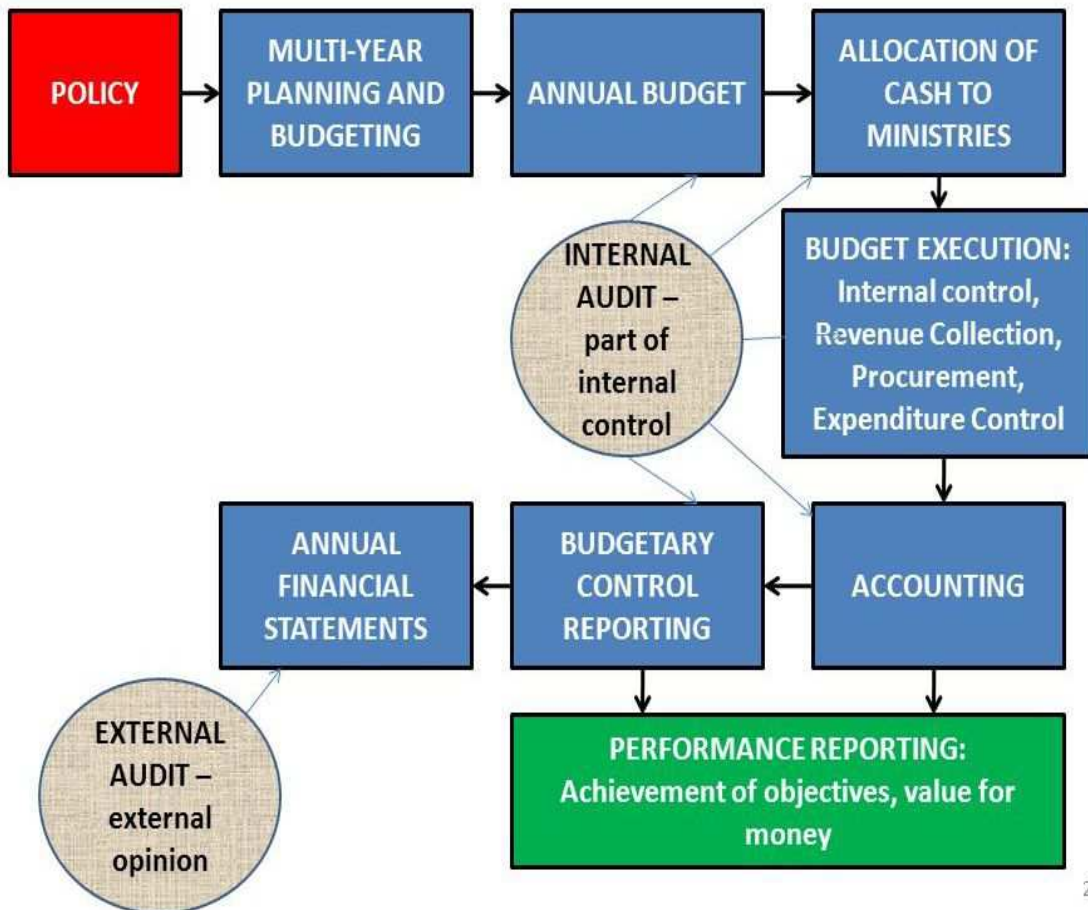 POLICY
MULTI-YEAR
PLANNING AND
BUDGETING
ANNUAL BUDGET
ALLOCATION OF
CASH TO
MINISTRIES
INTERNAL
AUDIT –
part of
internal
control
BUDGET EXECUTION:
Internal control,
Revenue Collection,
Procurement,
Expenditure Control
ANNUAL
FINANCIAL
STATEMENTS
BUDGETARY
CONTROL
REPORTING
ACCOUNTING
EXTERNAL
AUDIT –
external
opinion
PERFORMANCE REPORTING:
Achievement of objectives, value for
money
2